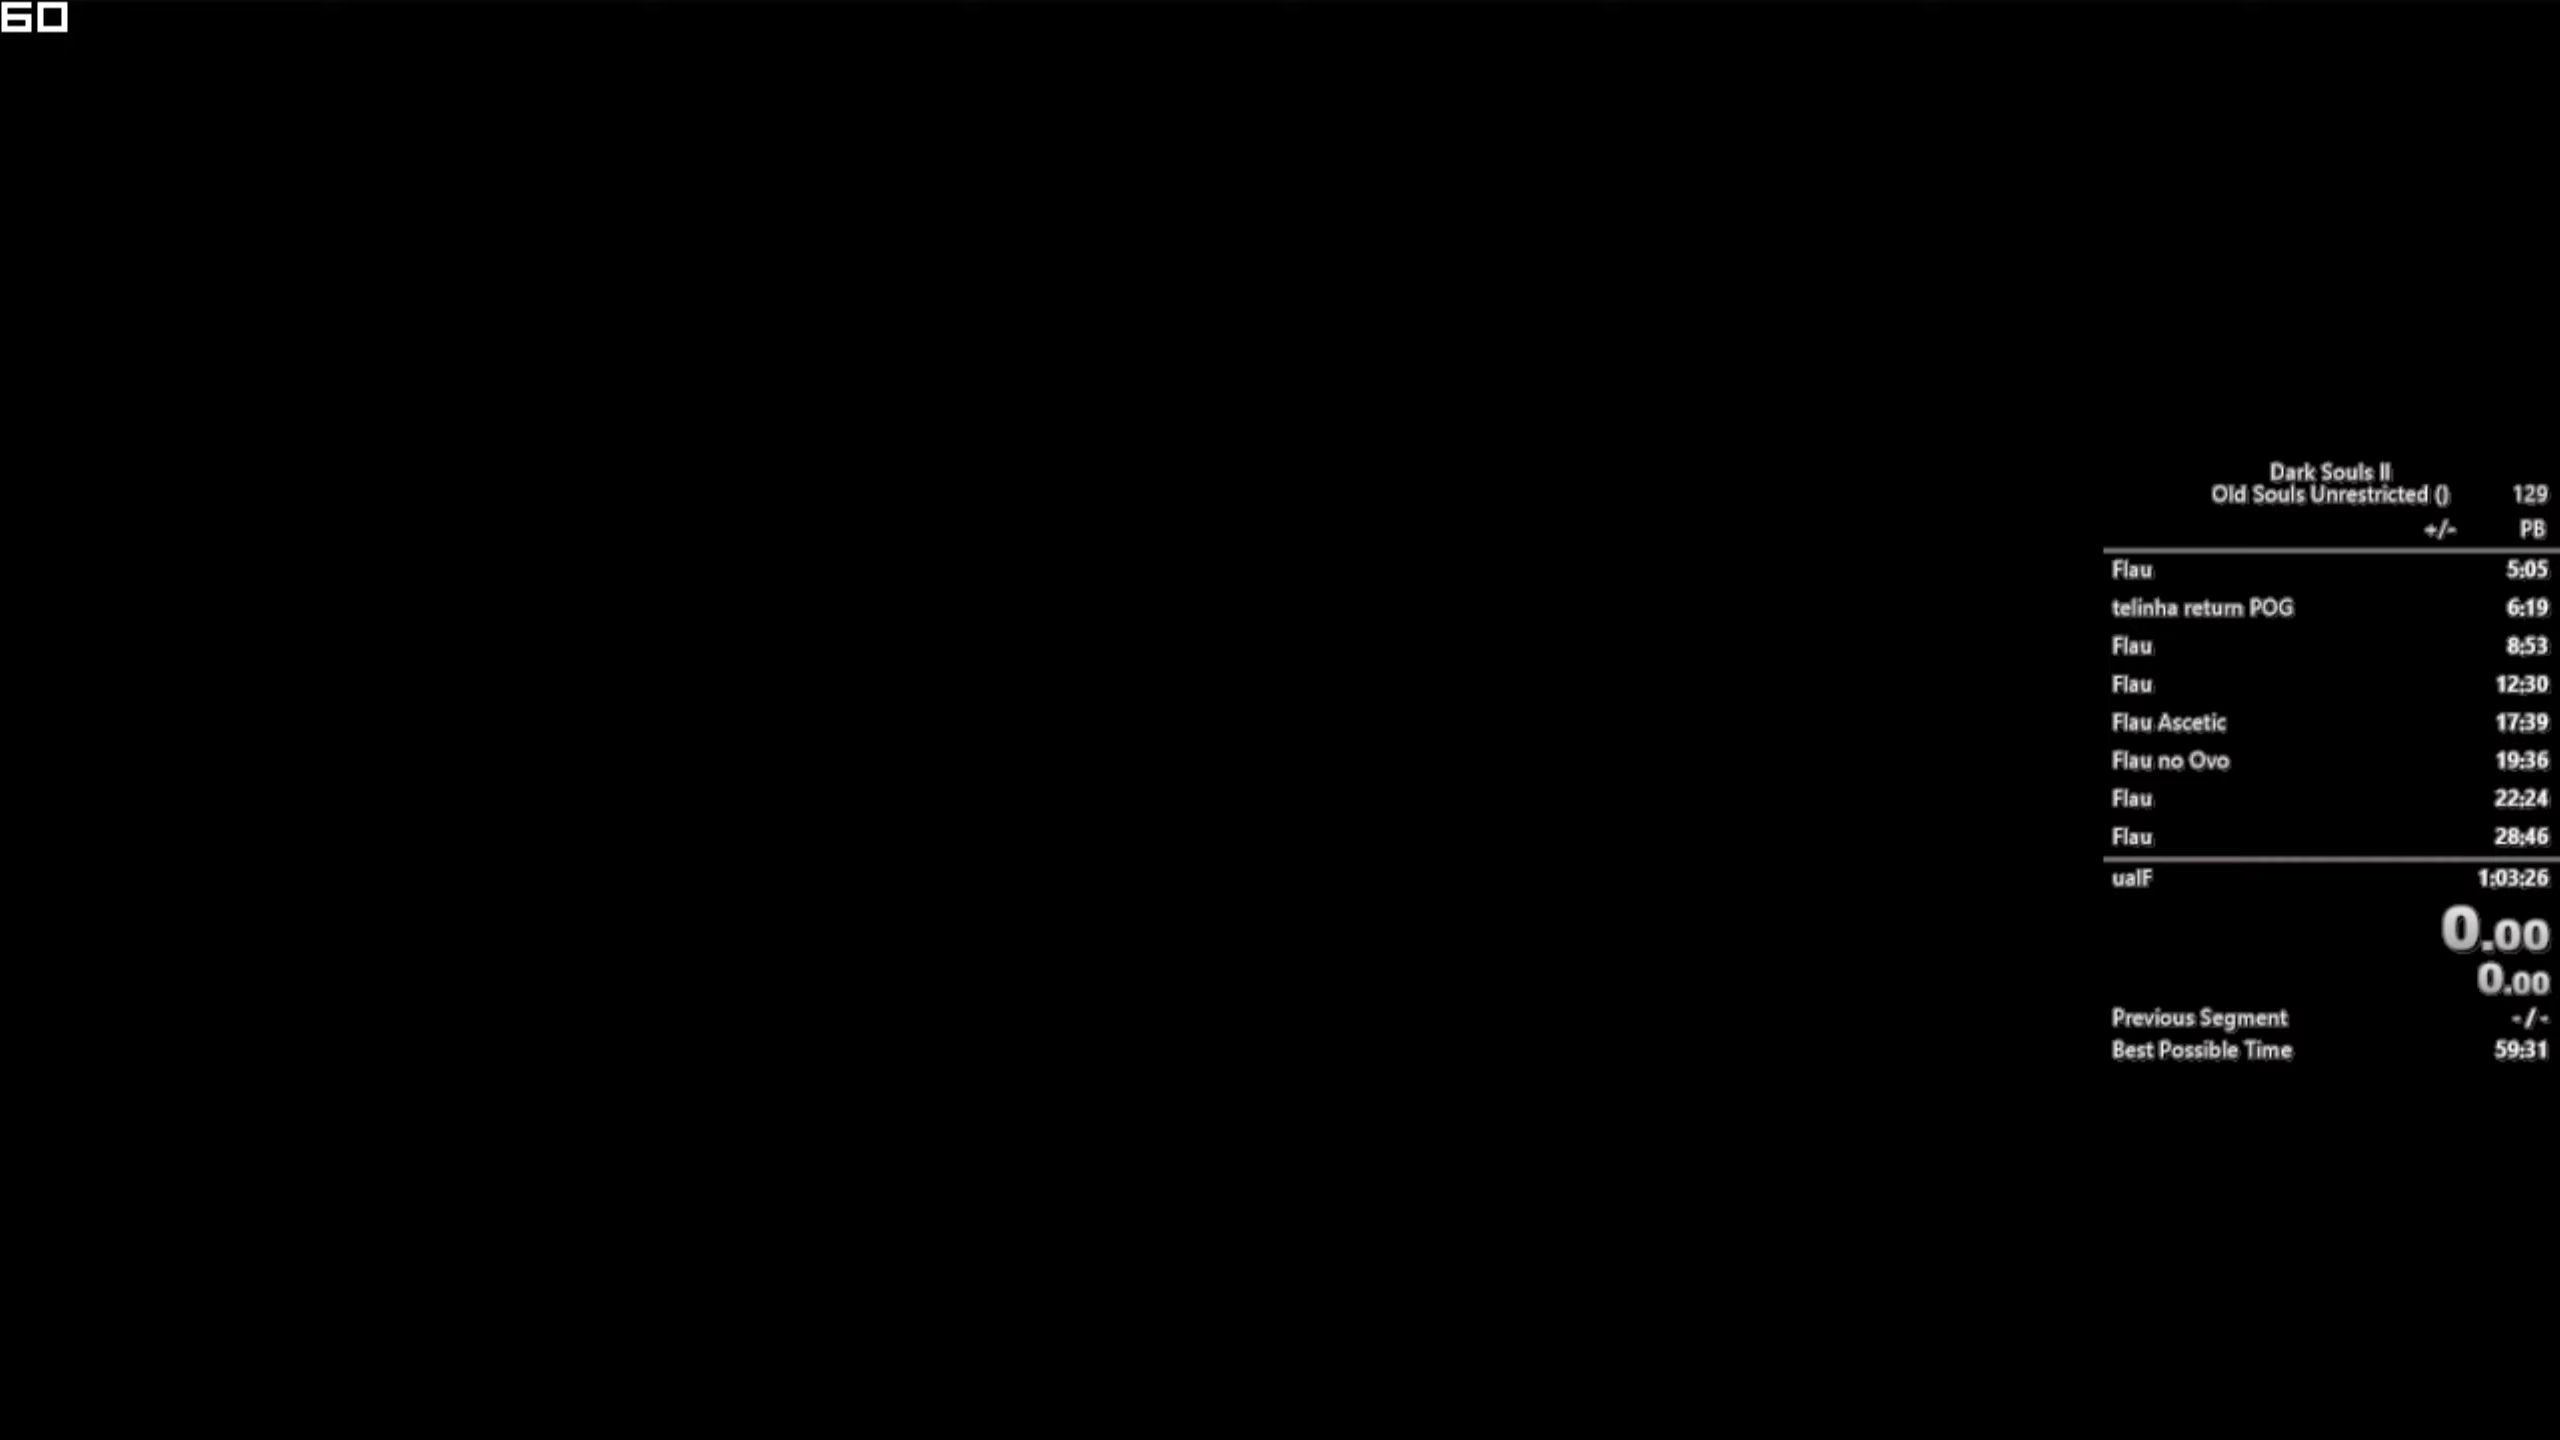 60
Dark Souls II
Old Souls Unrestricted () 129
+/- PB
Flau 5:05
telinha return POG 6:19
Flau 8:53
Flau 12:30
Flau Ascetic 17:39
Flau no Ovo 19:36
Flau 22:24
Flau 28:46
ualF 1:03:26
0.00
0.00
Previous Segment - / -
Best Possible Time 59:31